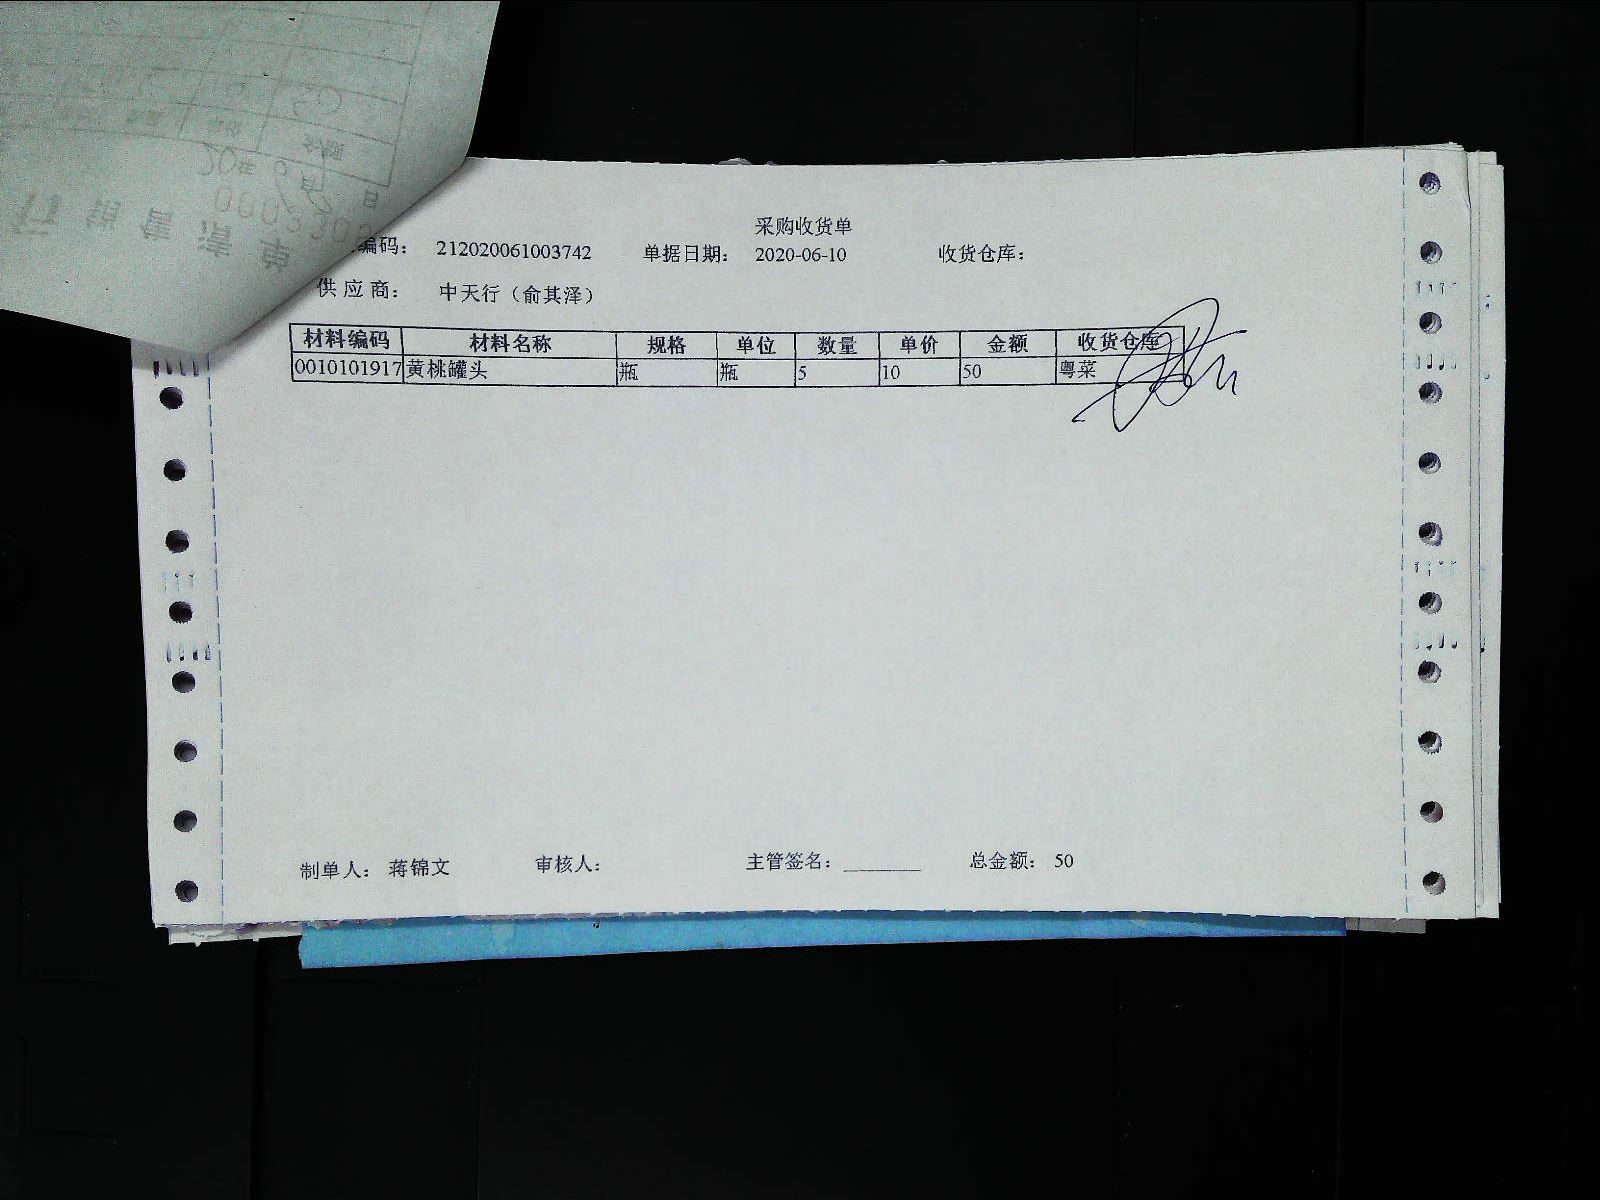 采购收货单
编码： 212020061003742 单据日期： 2020-06-10 收货仓库：
供应商： 中天行（俞其泽）
材料编码 材料名称 规格 单位 数量 单价 金额 收货仓库
0010101917 黄桃罐头 瓶 瓶 5 10 50 粤菜
制单人： 蒋锦文 审核人： 主管签名： ________ 总金额： 50